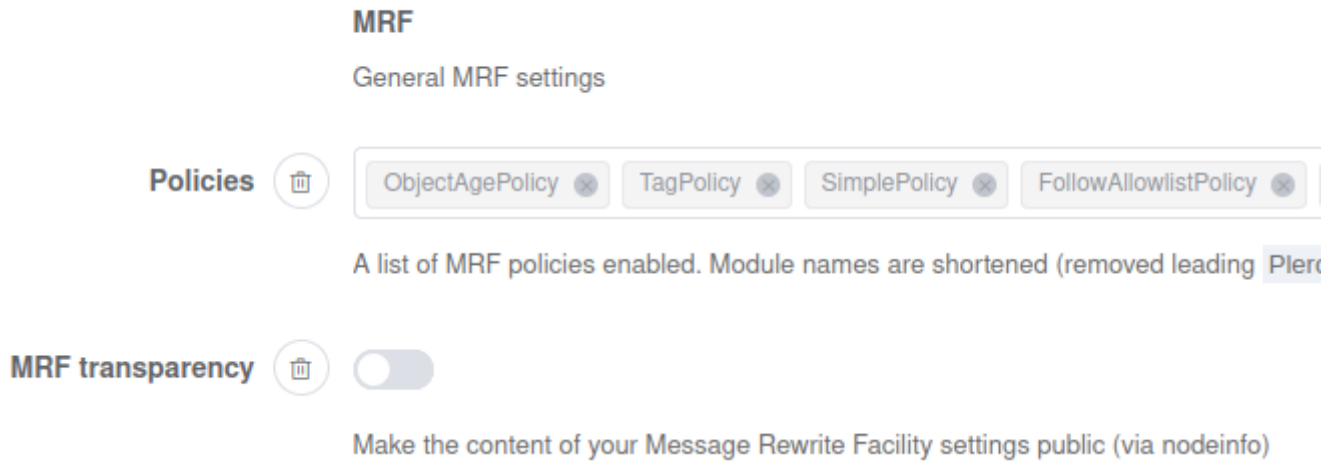 MRF
General MRF settings
Policies ObjectAgePolicy TagPolicy SimplePolicy FollowAllowlistPolicy
A list of MRF policies enabled. Module names are shortened (removed leading
MRF transparency
Make the content of your Message Rewrite Facility settings public (via nodeinfo)